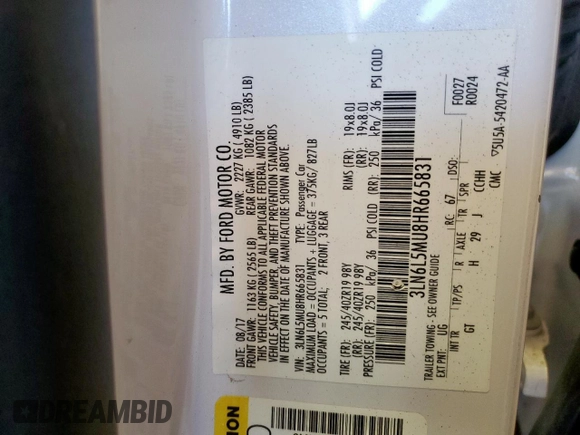 MFD. BY FORD MOTOR CO.
DATE: 08/17 GVWR: 2227 KG ( 4910 LB)
FRONT GAWR: 1163 KG ( 2565 LB) REAR GAWR: 1082 KG ( 2385 LB)
THIS VEHICLE CONFORMS TO ALL APPLICABLE FEDERAL MOTOR
VEHICLE SAFETY, BUMPER, AND THEFT PREVENTION STANDARDS
IN EFFECT ON THE DATE OF MANUFACTURE SHOWN ABOVE.
VIN: 3LN6L5MU8HR665831 TYPE: Passenger Car
MAXIMUM LOAD = OCCUPANTS + LUGGAGE = 375KG/ 827LB
OCCUPANTS = 5 TOTAL: 2 FRONT, 3 REAR
TIRE (FR): 245/40ZR19 98Y RIMS (FR): 19x8.0J
(RR): 245/40ZR19 98Y (RR): 19x8.0J
PRESSURE (FR): 250 kPa/ 36 PSI COLD (RR): 250 kPa/ 36 PSI COLD
3LN6L5MU8HR665831
TRAILER TOWING - SEE OWNER GUIDE
F0027
R0024
EXT PNT: UG RC: 67 DSO:
INT TR TP/PS R AXLE TR SPR
GT H 29 J CCHH
CMC ▽5U5A-5420472-AA
DREAMBID